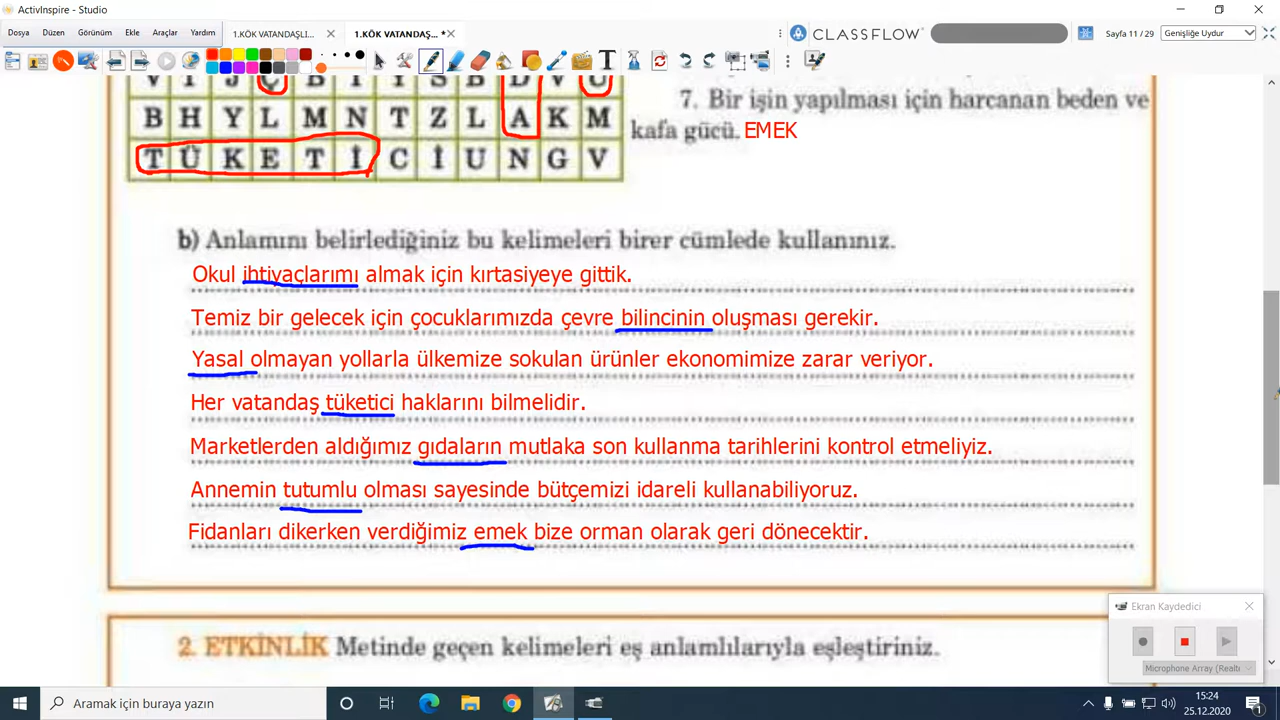 ActivInspire - Studio
Dosya Düzen Görünüm Ekle Araçlar Yardım
1.KÖK VATANDAŞLI...
1.KÖK VATANDAŞ... *
CLASSFLOW
Sayfa 11 / 29
Genişliğe Uydur
B H Y L M N T Z L A K M
T Ü K E T İ C İ U N G V
7. Bir işin yapılması için harcanan beden ve
kafa gücü. EMEK
b) Anlamını belirlediğiniz bu kelimeleri birer cümlede kullanınız.
Okul ihtiyaçlarımı almak için kırtasiyeye gittik.
Temiz bir gelecek için çocuklarımızda çevre bilincinin oluşması gerekir.
Yasal olmayan yollarla ülkemize sokulan ürünler ekonomimize zarar veriyor.
Her vatandaş tüketici haklarını bilmelidir.
Marketlerden aldığımız gıdaların mutlaka son kullanma tarihlerini kontrol etmeliyiz.
Annemin tutumlu olması sayesinde bütçemizi idareli kullanabiliyoruz.
Fidanları dikerken verdiğimiz emek bize orman olarak geri dönecektir.
2. ETKİNLİK Metinde geçen kelimeleri eş anlamlılarıyla eşleştiriniz.
Ekran Kaydedici
Microphone Array (Realt
Aramak için buraya yazın
15:24
25.12.2020